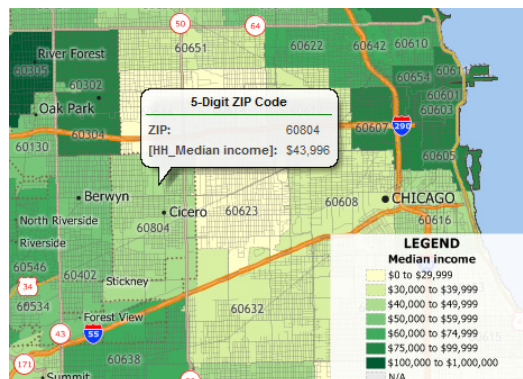 50
64
60651
60622
60642
60610
River Forest
60305
60302
60654
60611
60601
60603
Oak Park
60304
60607
290
60130
60605
5-Digit ZIP Code
ZIP: 60804
[HH_Median income]: $43,996
Berwyn
Cicero
60804
60623
60608
CHICAGO
60616
North Riverside
Riverside
60546
60402
34
Stickney
60534
Forest View
60632
43
55
60638
171
Summit
LEGEND
Median income
$0 to $29,999
$30,000 to $39,999
$40,000 to $49,999
$50,000 to $59,999
$60,000 to $74,999
$75,000 to $99,999
$100,000 to $1,000,000
N/A